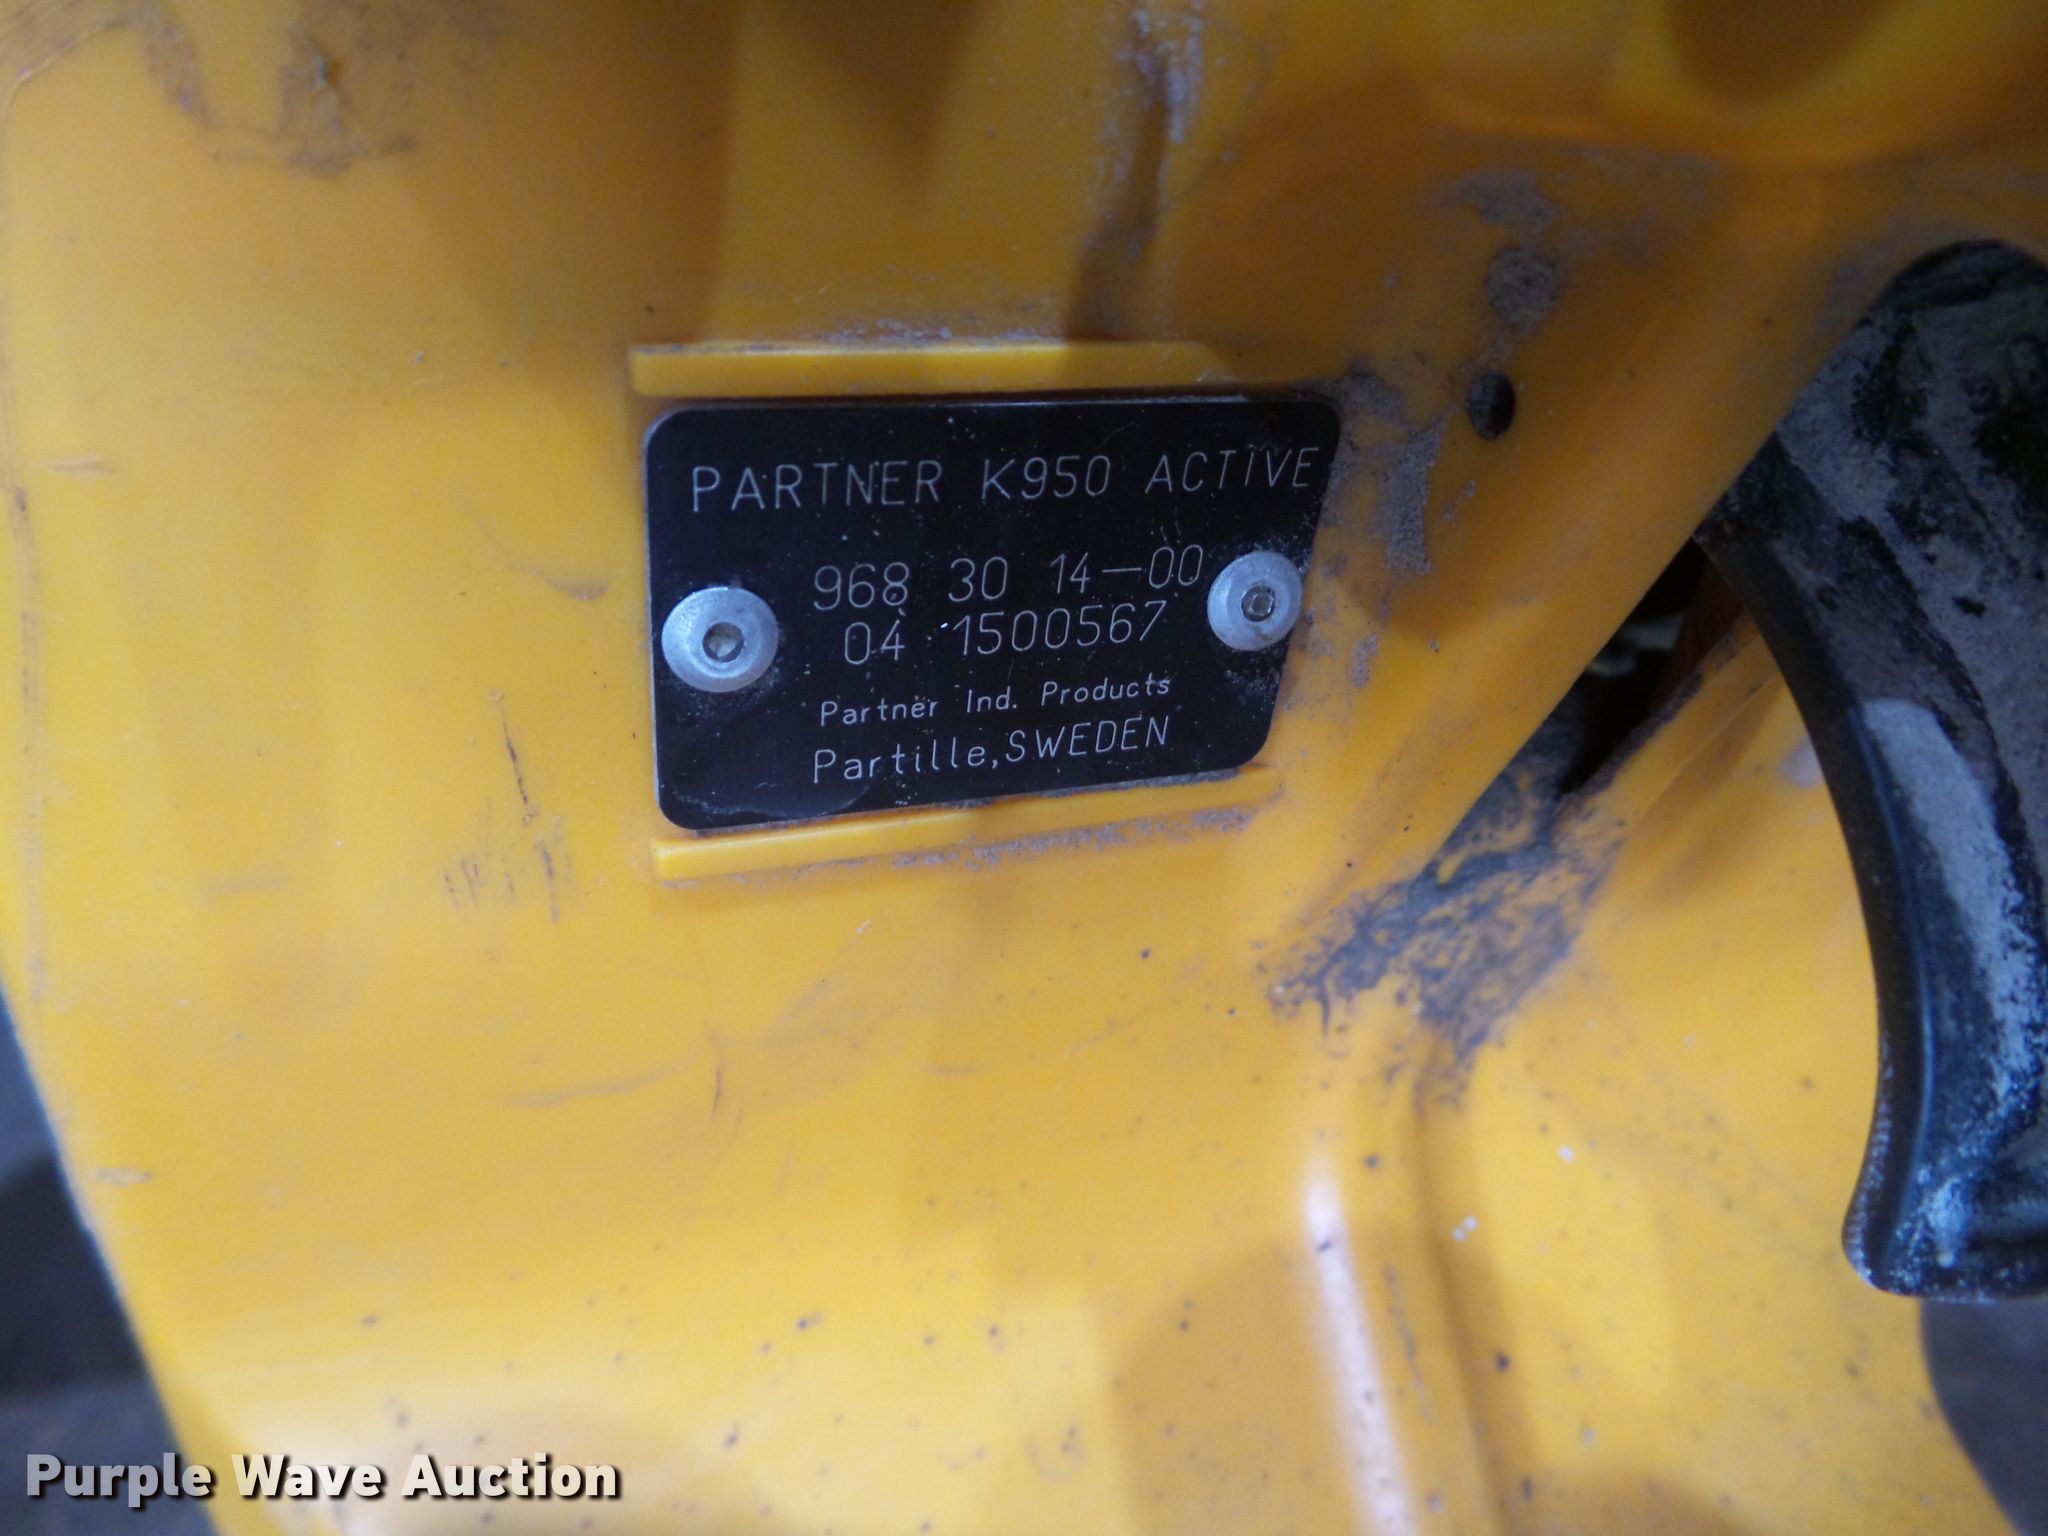 PARTNER K950 ACTIVE
968 30 14-00
04 1500567
Partner Ind. Products
Partille, SWEDEN
Purple Wave Auction